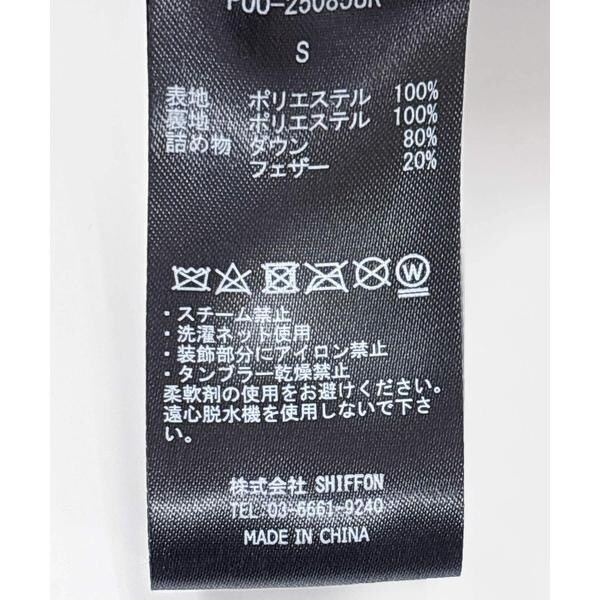 S
表地 ポリエステル 100%
裏地 ポリエステル 100%
詰め物 ダウン 80%
フェザー 20%
W
・スチーム禁止
・洗濯ネット使用
・装飾部分にアイロン禁止
・タンブラー乾燥禁止
柔軟剤の使用をお避けください。
遠心脱水機を使用しないで下さ
い。
株式会社 SHIFFON
TEL 03-6661-9240
MADE IN CHINA